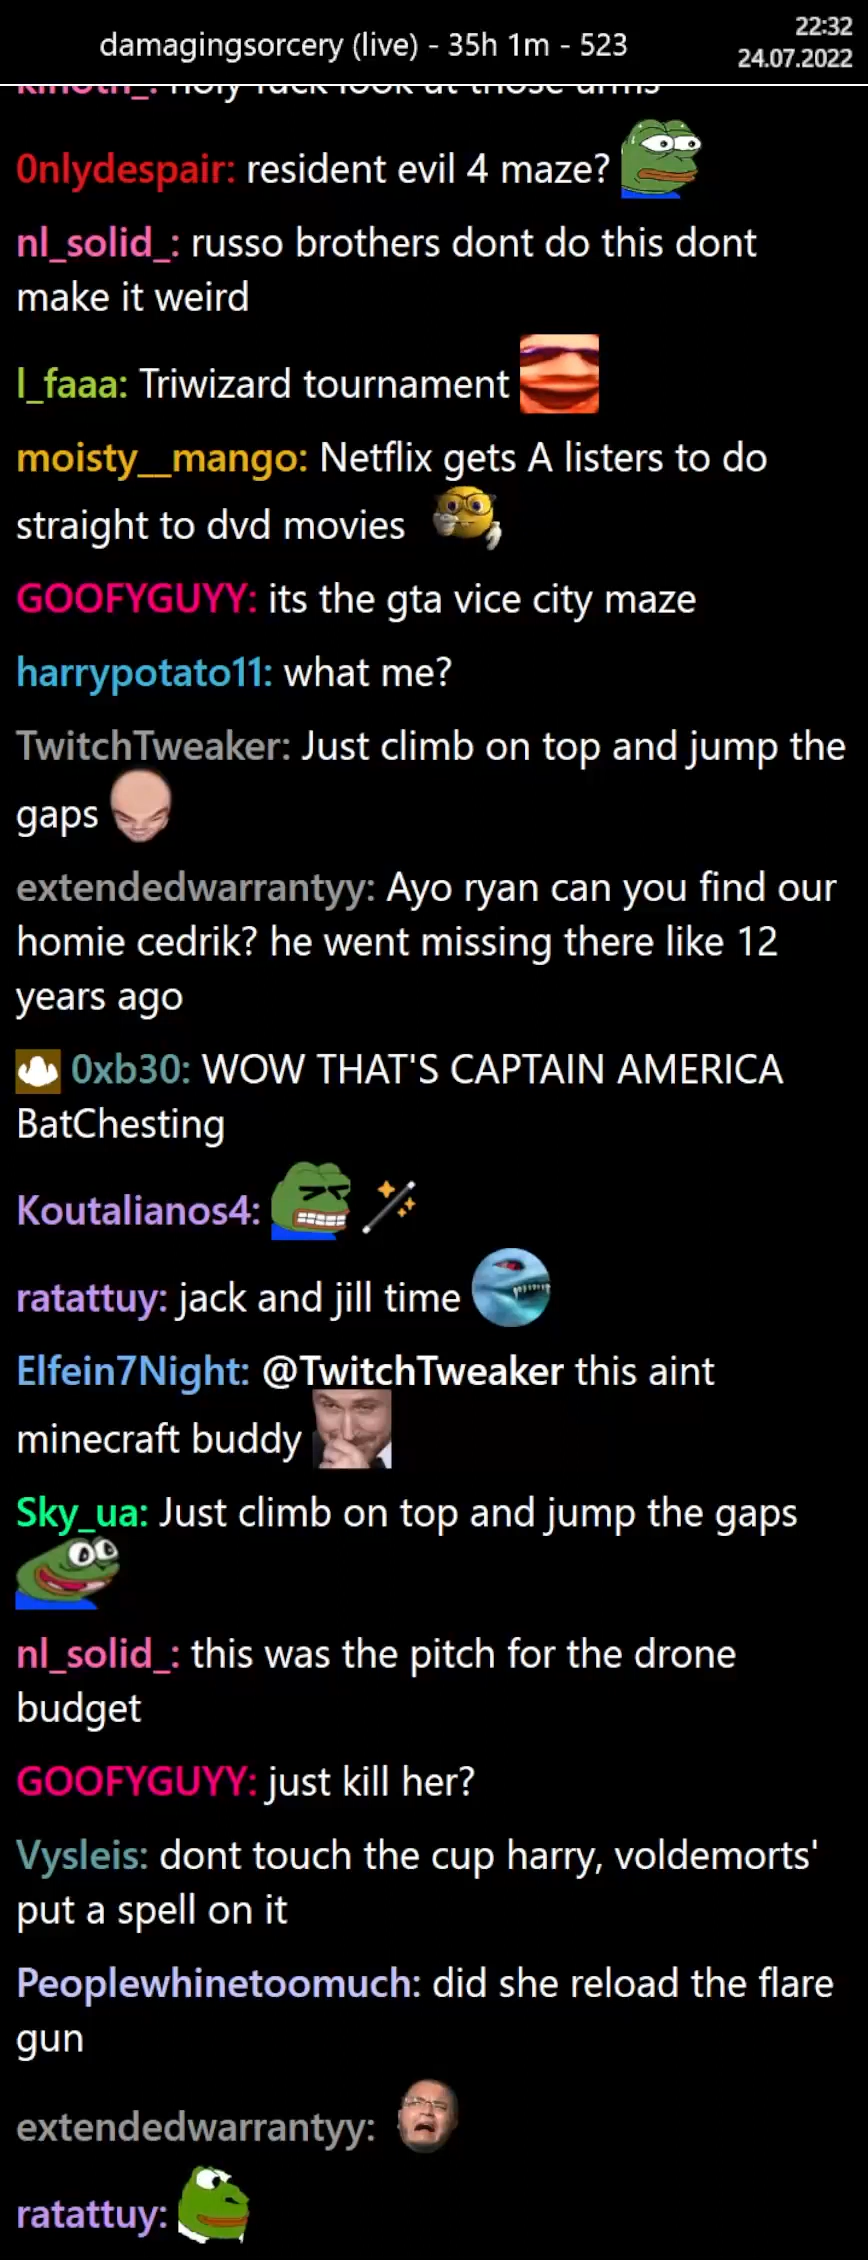 damagingsorcery (live) - 35h 1m - 523
22:32
24.07.2022
look at those arms
0nlydespair: resident evil 4 maze?
nl_solid_: russo brothers dont do this dont
make it weird
l_faaa: Triwizard tournament
moisty__mango: Netflix gets A listers to do
straight to dvd movies
GOOFYGUYY: its the gta vice city maze
harrypotato11: what me?
TwitchTweaker: Just climb on top and jump the
gaps
extendedwarrantyy: Ayo ryan can you find our
homie cedrik? he went missing there like 12
years ago
0xb30: WOW THAT'S CAPTAIN AMERICA
BatChesting
Koutalianos4:
ratattuy: jack and jill time
Elfein7Night: @TwitchTweaker this aint
minecraft buddy
Sky_ua: Just climb on top and jump the gaps
nl_solid_: this was the pitch for the drone
budget
GOOFYGUYY: just kill her?
Vysleis: dont touch the cup harry, voldemorts'
put a spell on it
Peoplewhinetoomuch: did she reload the flare
gun
extendedwarrantyy:
ratattuy: